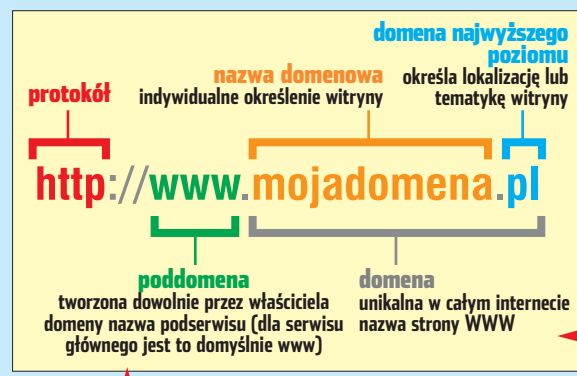 domena najwyższego
poziomu
określa lokalizację lub
tematykę witryny
nazwa domenowa
indywidualne określenie witryny
protokół
http://www.mojadomena.pl
poddomena
tworzona dowolnie przez właściciela
domeny nazwa podserwisu (dla serwisu
głównego jest to domyślnie www)
domena
unikalna w całym internecie
nazwa strony WWW